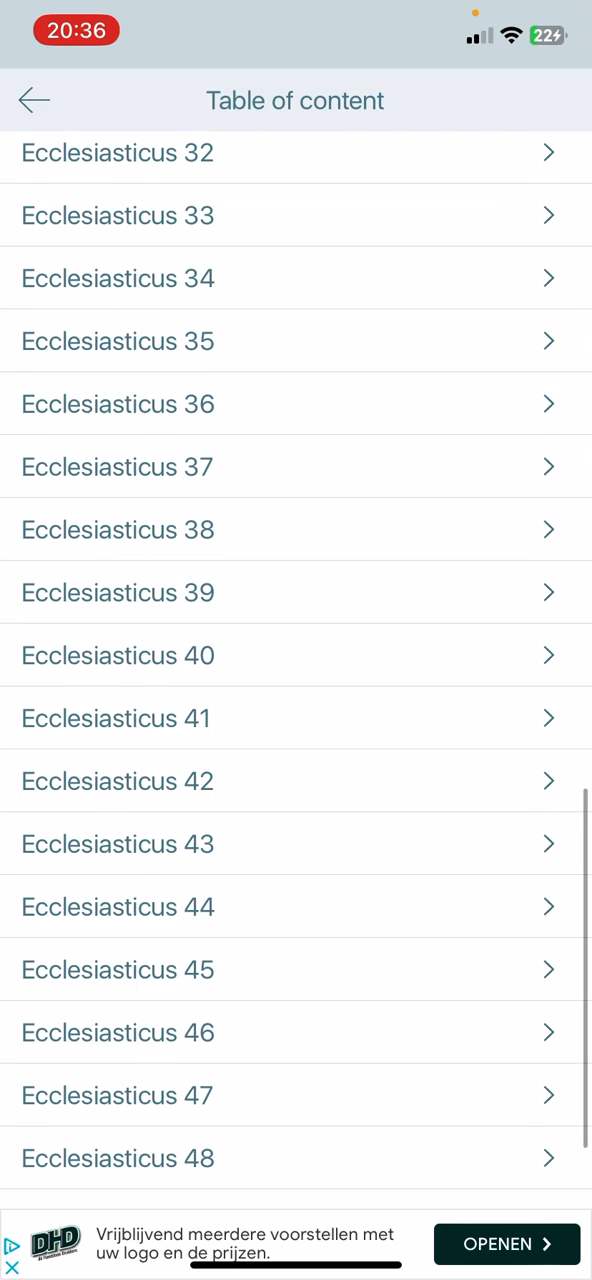 20:36
22
Table of content
Ecclesiasticus 32
Ecclesiasticus 33
Ecclesiasticus 34
Ecclesiasticus 35
Ecclesiasticus 36
Ecclesiasticus 37
Ecclesiasticus 38
Ecclesiasticus 39
Ecclesiasticus 40
Ecclesiasticus 41
Ecclesiasticus 42
Ecclesiasticus 43
Ecclesiasticus 44
Ecclesiasticus 45
Ecclesiasticus 46
Ecclesiasticus 47
Ecclesiasticus 48
DHD
Vrijblijvend meerdere voorstellen met
uw logo en de prijzen.
OPENEN